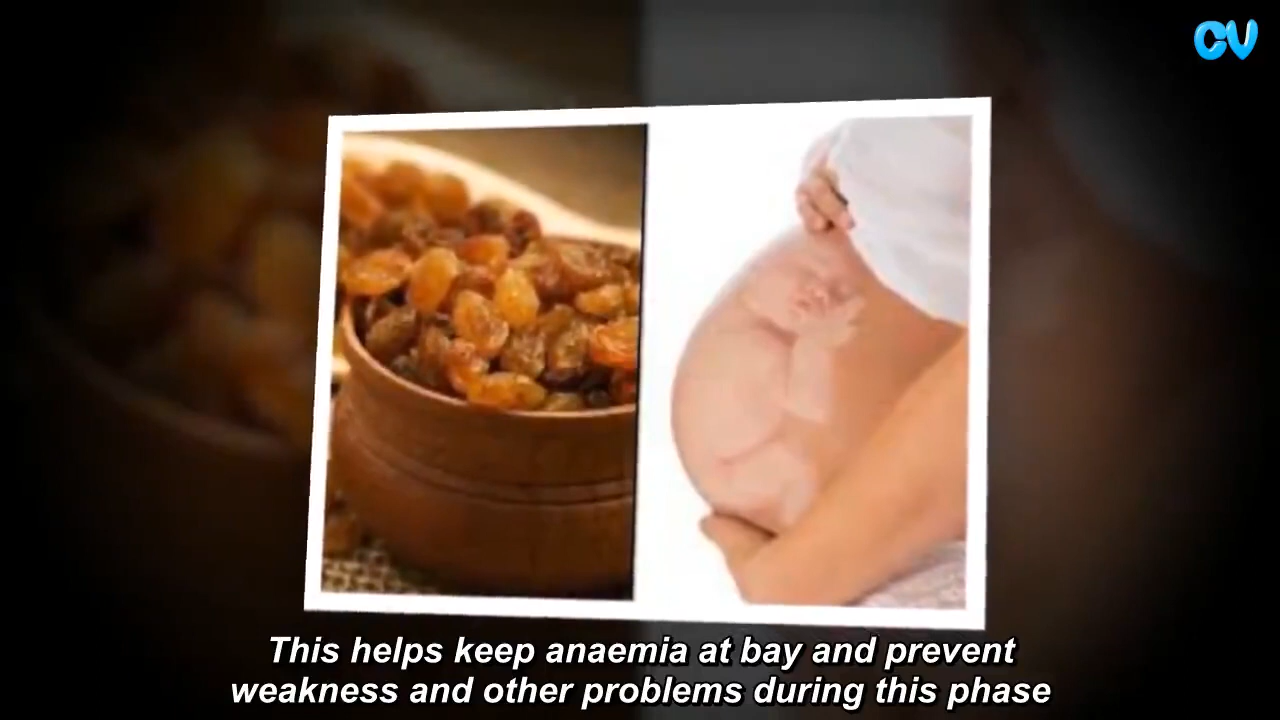 CV
This helps keep anaemia at bay and prevent
weakness and other problems during this phase